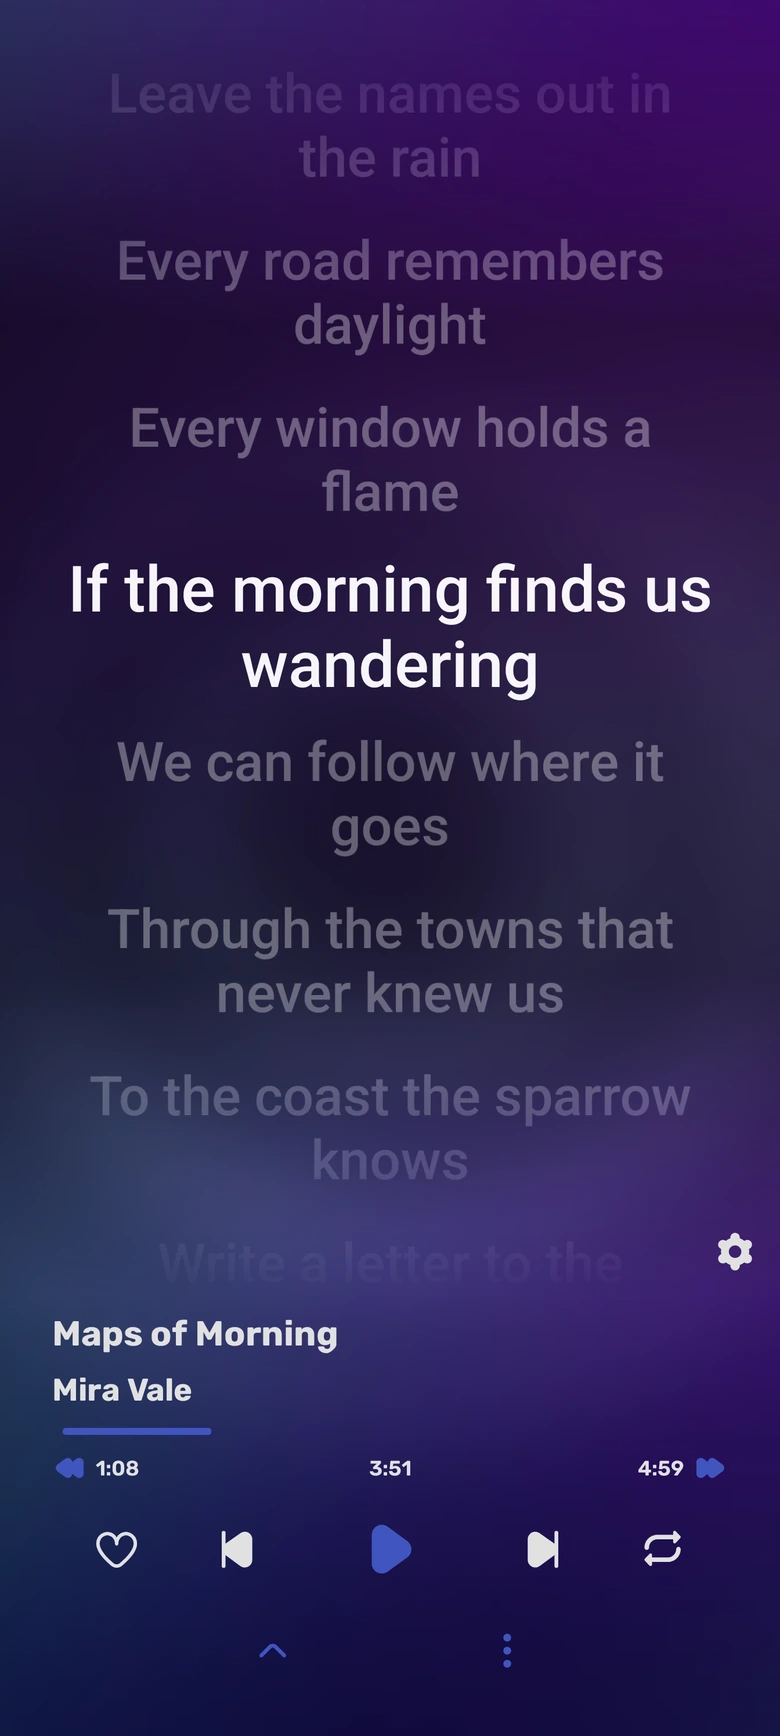 Leave the names out in
the rain
Every road remembers
daylight
Every window holds a
flame
If the morning finds us
wandering
We can follow where it
goes
Through the towns that
never knew us
To the coast the sparrow
knows
Write a letter to the
Maps of Morning
Mira Vale
1:08
3:51
4:59